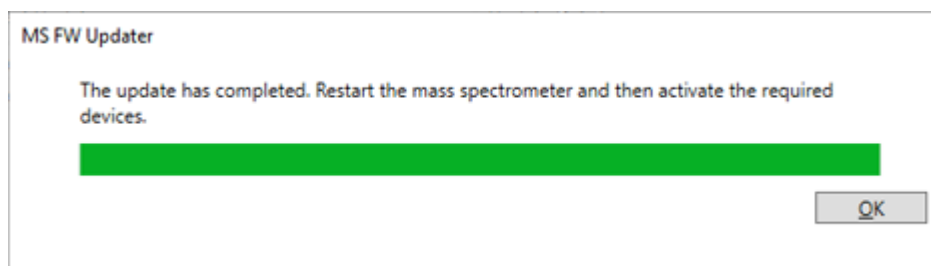 MS FW Updater
The update has completed. Restart the mass spectrometer and then activate the required
devices.
OK